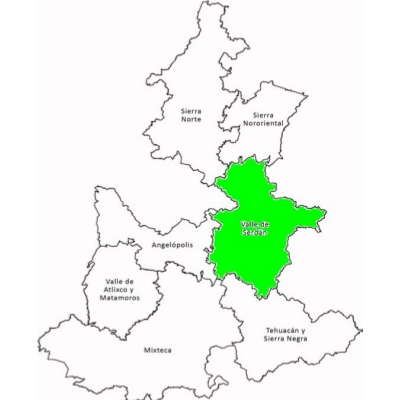 Sierra
Norte
Sierra
Nororiental
Valle de
Serdán
Angelópolis
Valle de
Atlixco y
Matamoros
Tehuacán y
Sierra Negra
Mixteca